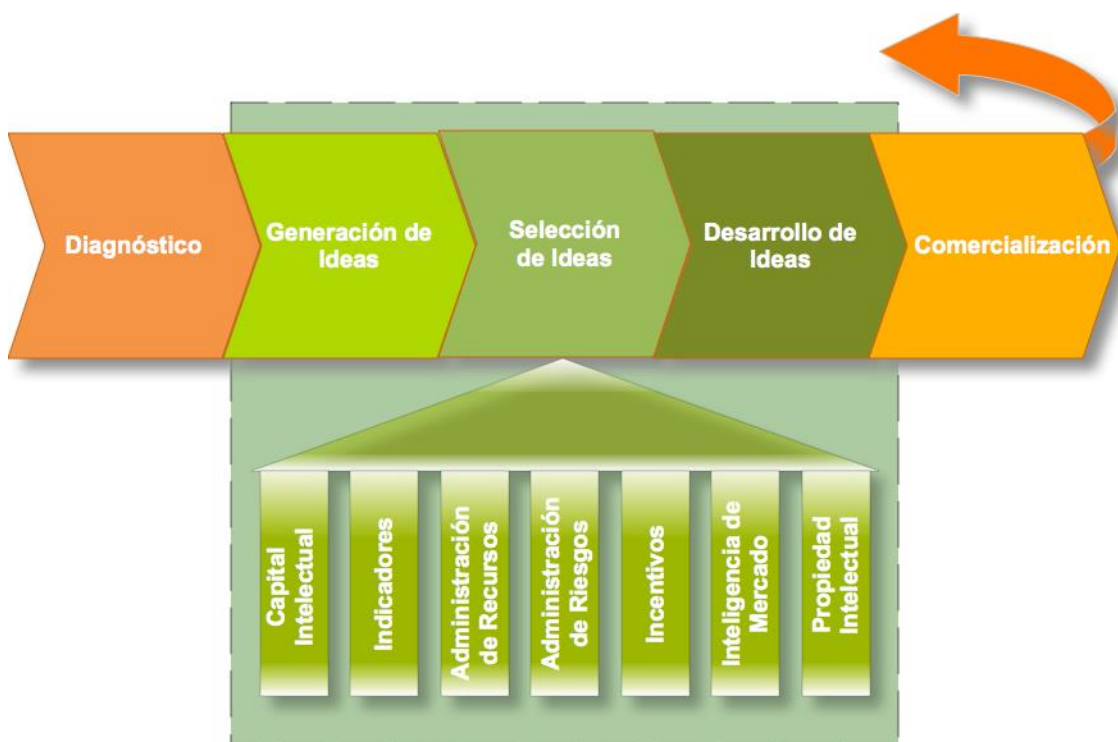 Diagnóstico
Generación de
Ideas
Selección
de Ideas
Desarrollo de
Ideas
Comercialización
Capital
Intelectual
Indicadores
Administración
de Recursos
Administración
de Riesgos
Incentivos
Inteligencia de
Mercado
Propiedad
Intelectual